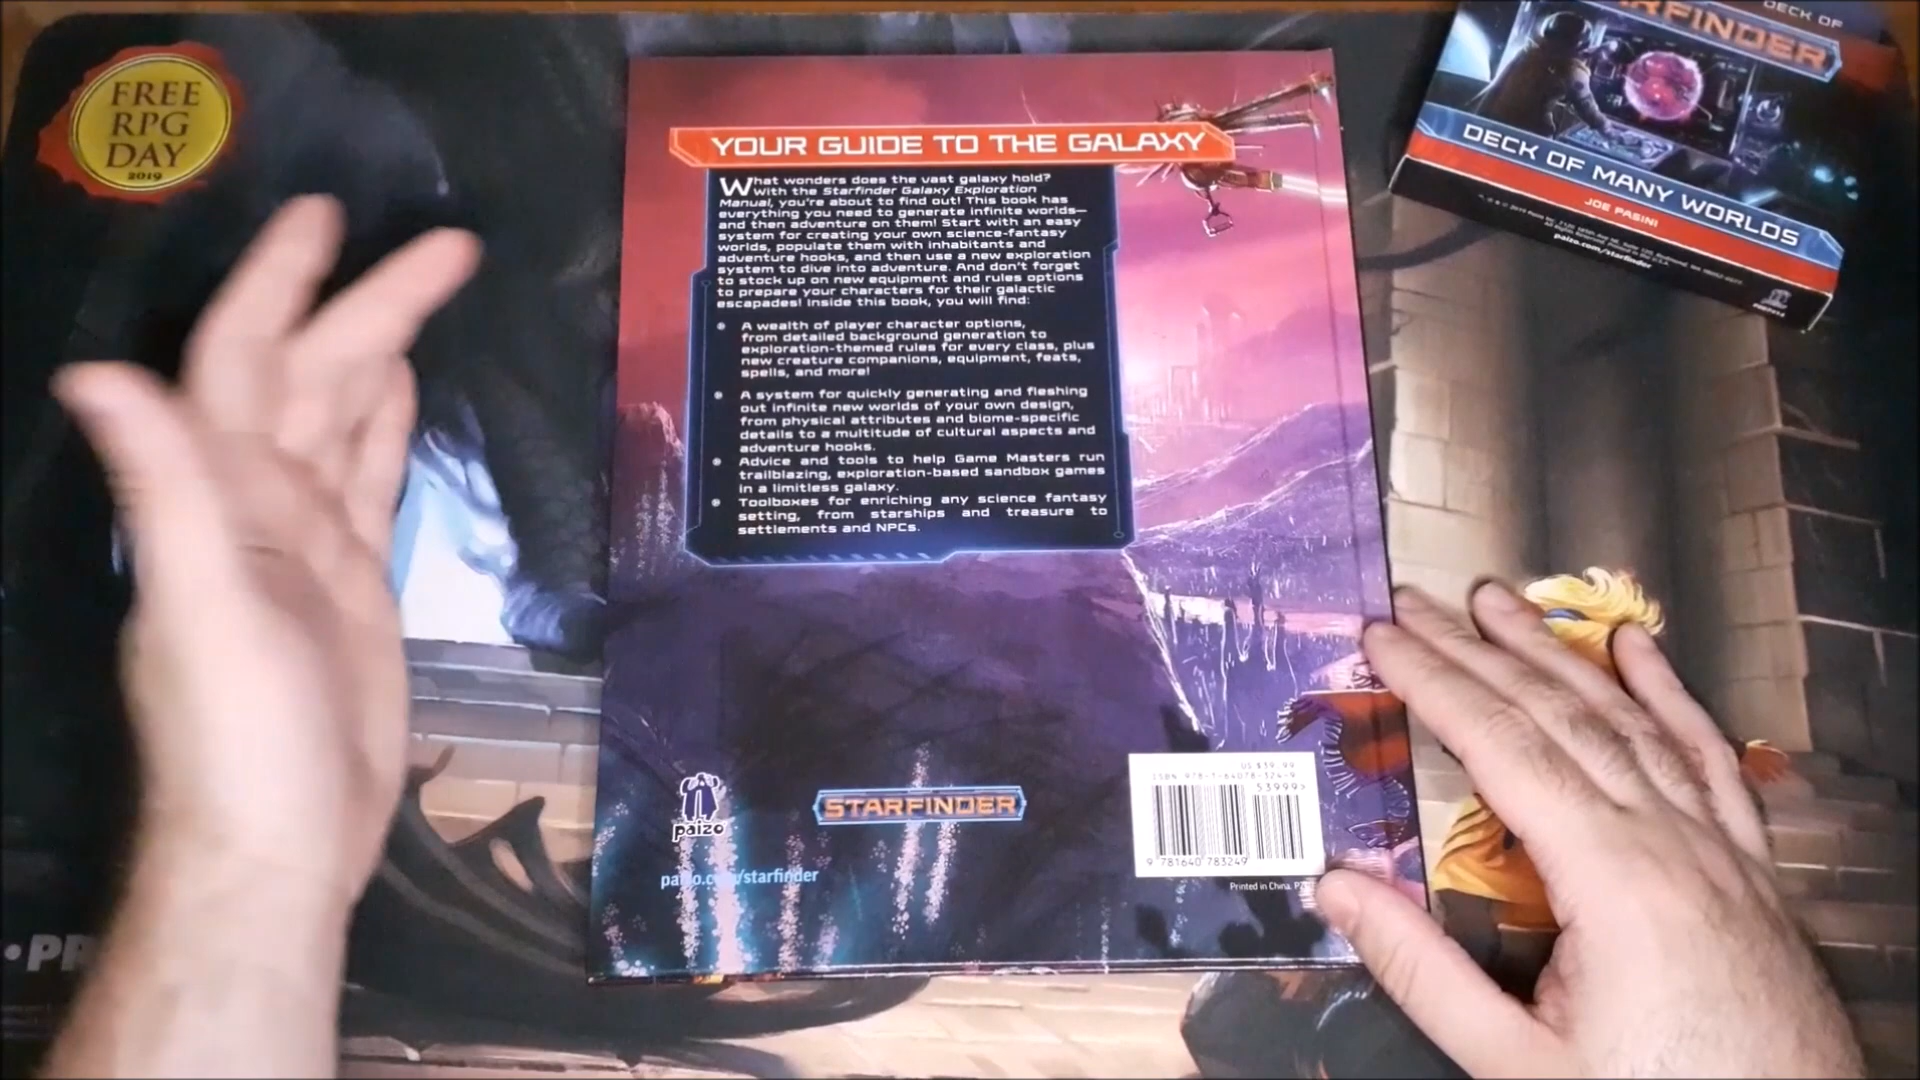 FREE
RPG
DAY
2019
YOUR GUIDE TO THE GALAXY
What wonders does the vast galaxy hold?
With the Starfinder Galaxy Exploration
Manual, you're about to find out! This book has
everything you need to generate infinite worlds—
and then adventure on them! Start with an easy
system for creating your own science-fantasy
worlds, populate them with inhabitants and
adventure hooks, and then use a new exploration
system to dive into adventure. And don't forget
to stock up on new equipment and rules options
to prepare your characters for their galactic
escapades! Inside this book, you will find:
A wealth of player character options,
from detailed background generation to
exploration-themed rules for every class, plus
new creature companions, equipment, feats,
spells, and more!
A system for quickly generating and fleshing
out infinite new worlds of your own design,
from physical attributes and biome-specific
details to a multitude of cultural aspects and
adventure hooks.
Advice and tools to help Game Masters run
trailblazing, exploration-based sandbox games
in a limitless galaxy.
Toolboxes for enriching any science fantasy
setting, from starships and treasure to
settlements and NPCs.
paizo
STARFINDER
paizo.com/starfinder
US $39.99
ISBN 978-1-64078-324-9
53999>
9 781640 783249
Printed in China.
DECK OF
RFINDER
DECK OF MANY WORLDS
JOE PASINI
paizo.com/starfinder
•PR